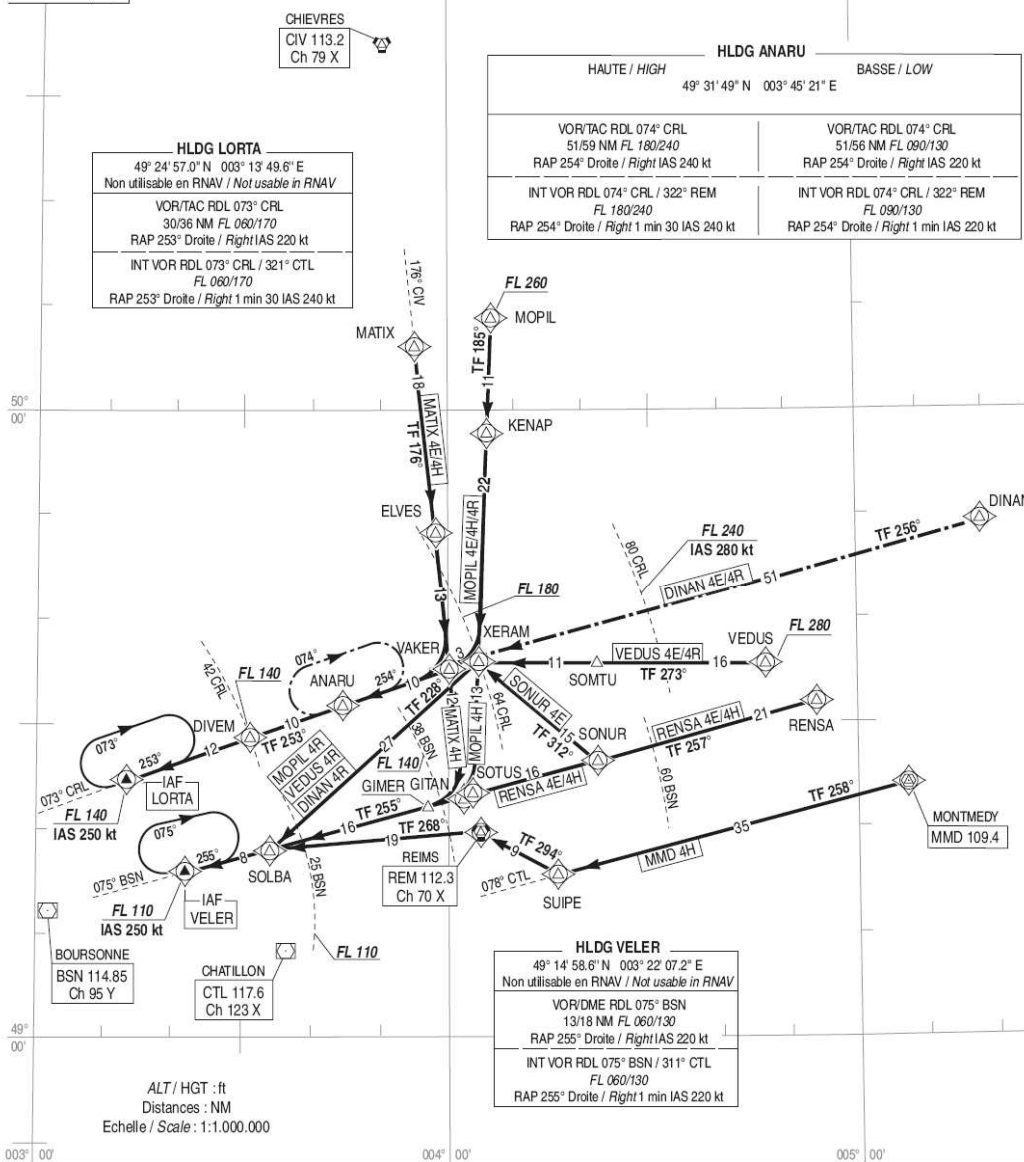 CHIEVRES
CIV 113.2
Ch 79 X
HLDG ANARU
HAUTE / HIGH
BASSE / LOW
49° 31' 49" N 003° 45' 21" E
VOR/TAC RDL 074° CRL
51/59 NM FL 180/240
RAP 254° Droite / Right IAS 240 kt
VOR/TAC RDL 074° CRL
51/56 NM FL 090/130
RAP 254° Droite / Right IAS 220 kt
INT VOR RDL 074° CRL / 322° REM
FL 180/240
RAP 254° Droite / Right 1 min 30 IAS 240 kt
INT VOR RDL 074° CRL / 322° REM
FL 090/130
RAP 254° Droite / Right 1 min IAS 220 kt
HLDG LORTA
49° 24' 57.0" N 003° 13' 49.6" E
Non utilisable en RNAV / Not usable in RNAV
VOR/TAC RDL 073° CRL
30/36 NM FL 060/170
RAP 253° Droite / Right IAS 220 kt
INT VOR RDL 073° CRL / 321° CTL
FL 060/170
RAP 253° Droite / Right 1 min 30 IAS 240 kt
176° CIV
FL 260
MOPIL
MATIX
TF 185°
11
18
50°
00'
MATIX 4E/4H
TF 176°
KENAP
22
MOPIL 4E/4H/4R
ELVES
13
DINAN
TF 256°
FL 240
IAS 280 kt
80 CRL
DINAN 4E/4R
51
FL 180
XERAM
VAKER
3
VEDUS
FL 280
VEDUS 4E/4R
11
16
SOMTU
TF 273°
074°
254°
10
ANARU
TF 228°
42 CRL
FL 140
DIVEM
10
TF 253°
12
073°
253°
073° CRL
IAF
LORTA
FL 140
IAS 250 kt
27
MOPIL 4R
VEDUS 4R
DINAN 4R
38 BSN
12
MATIX 4H
13
MOPIL 4H
64 CRL
SONUR 4E
15
TF 312°
SONUR
RENSA 4E/4H
21
TF 257°
RENSA
60 BSN
FL 140
GIMER
GITAN
SOTUS
16
RENSA 4E/4H
TF 255°
16
TF 268°
19
075°
255°
8
SOLBA
075° BSN
IAF
VELER
FL 110
IAS 250 kt
25 BSN
FL 110
REIMS
REM 112.3
Ch 70 X
TF 294°
9
078° CTL
SUIPE
MMD 4H
35
TF 258°
MONTMEDY
MMD 109.4
BOURSONNE
BSN 114.85
Ch 95 Y
CHATILLON
CTL 117.6
Ch 123 X
HLDG VELER
49° 14' 58.6" N 003° 22' 07.2" E
Non utilisable en RNAV / Not usable in RNAV
VOR/DME RDL 075° BSN
13/18 NM FL 060/130
RAP 255° Droite / Right IAS 220 kt
INT VOR RDL 075° BSN / 311° CTL
FL 060/130
RAP 255° Droite / Right 1 min IAS 220 kt
49°
00'
ALT / HGT : ft
Distances : NM
Echelle / Scale : 1:1.000.000
003° 00'
004° 00'
005° 00'